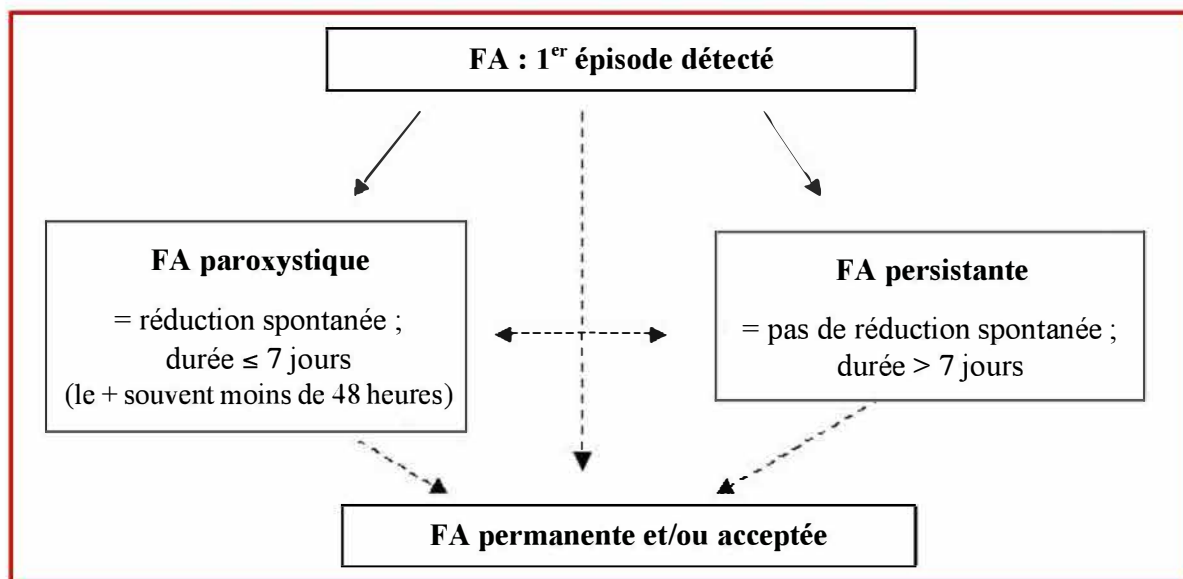 FA : 1er épisode détecté
FA paroxystique
= réduction spontanée ;
durée ≤ 7 jours
(le + souvent moins de 48 heures)
FA persistante
= pas de réduction spontanée ;
durée > 7 jours
FA permanente et/ou acceptée